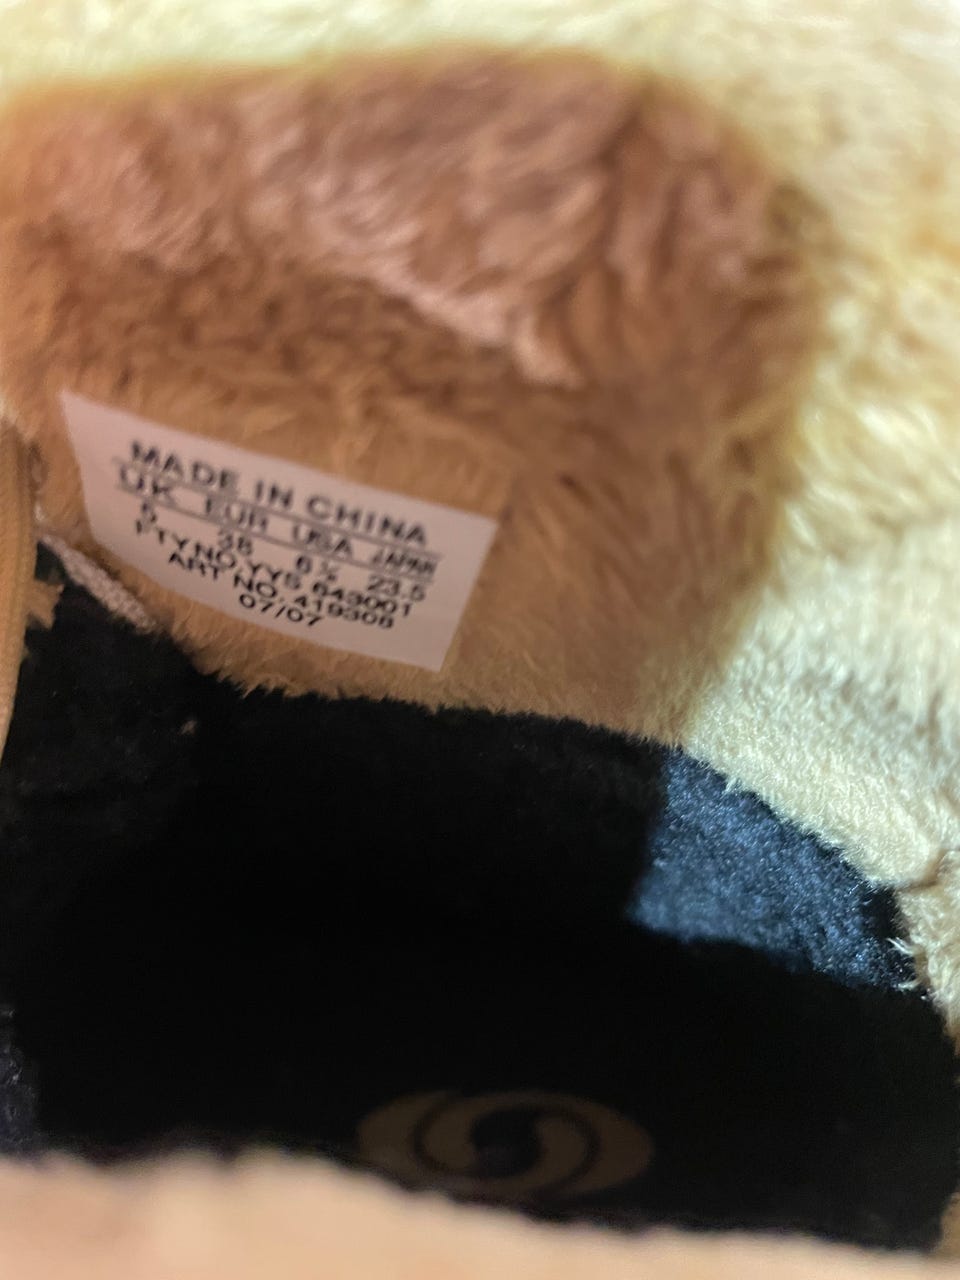 MADE IN CHINA
UK EUR USA JAPAN
5 38 6½ 23.5
FTYNO.YYS 643001
ART NO. 419308
07/07